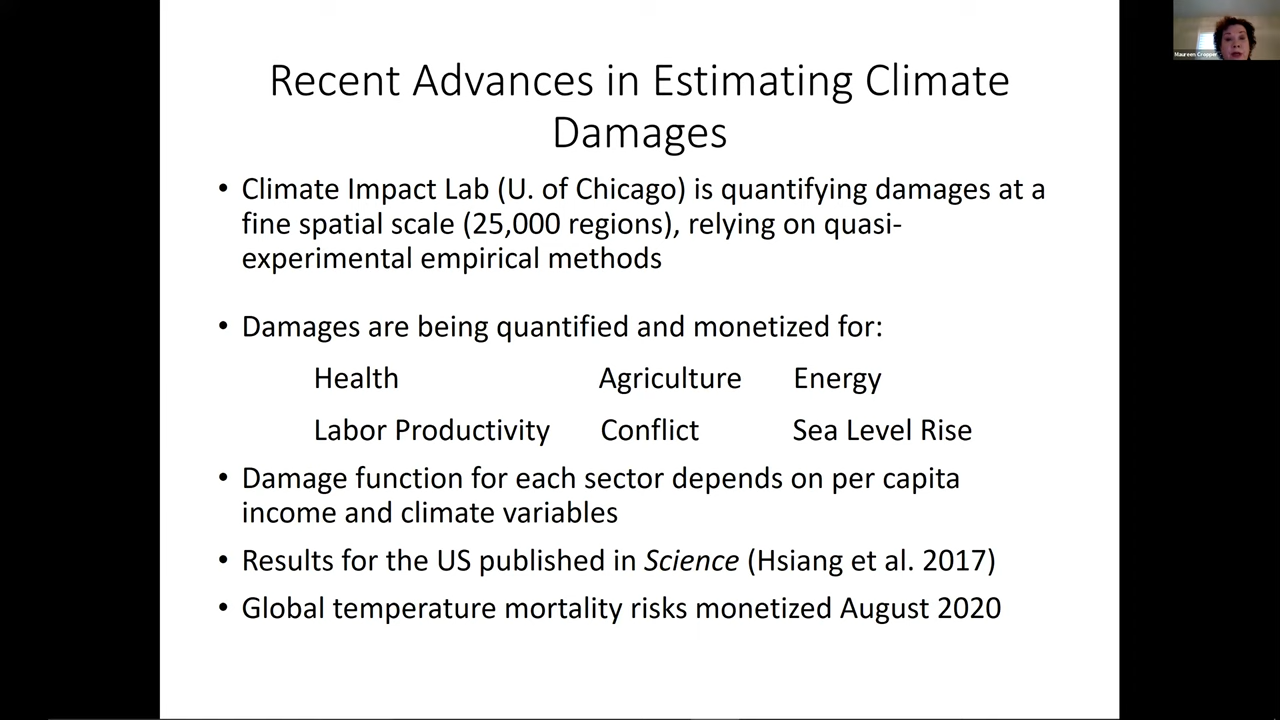 Recent Advances in Estimating Climate
Damages
• Climate Impact Lab (U. of Chicago) is quantifying damages at a
fine spatial scale (25,000 regions), relying on quasi-
experimental empirical methods
• Damages are being quantified and monetized for:
Health Agriculture Energy
Labor Productivity Conflict Sea Level Rise
• Damage function for each sector depends on per capita
income and climate variables
• Results for the US published in Science (Hsiang et al. 2017)
• Global temperature mortality risks monetized August 2020
Maureen Cropper